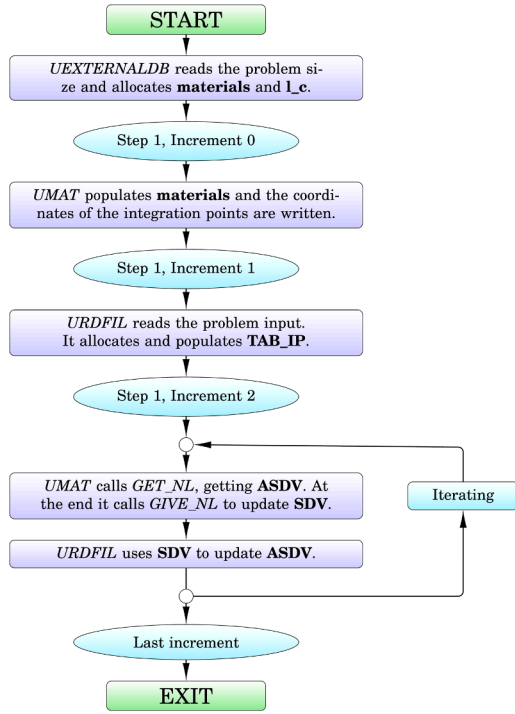 START
UEXTERNALDB reads the problem si-
ze and allocates materials and l_c.
Step 1, Increment 0
UMAT populates materials and the coordi-
nates of the integration points are written.
Step 1, Increment 1
URDFIL reads the problem input.
It allocates and populates TAB_IP.
Step 1, Increment 2
UMAT calls GET_NL, getting ASDV. At
the end it calls GIVE_NL to update SDV.
Iterating
URDFIL uses SDV to update ASDV.
Last increment
EXIT